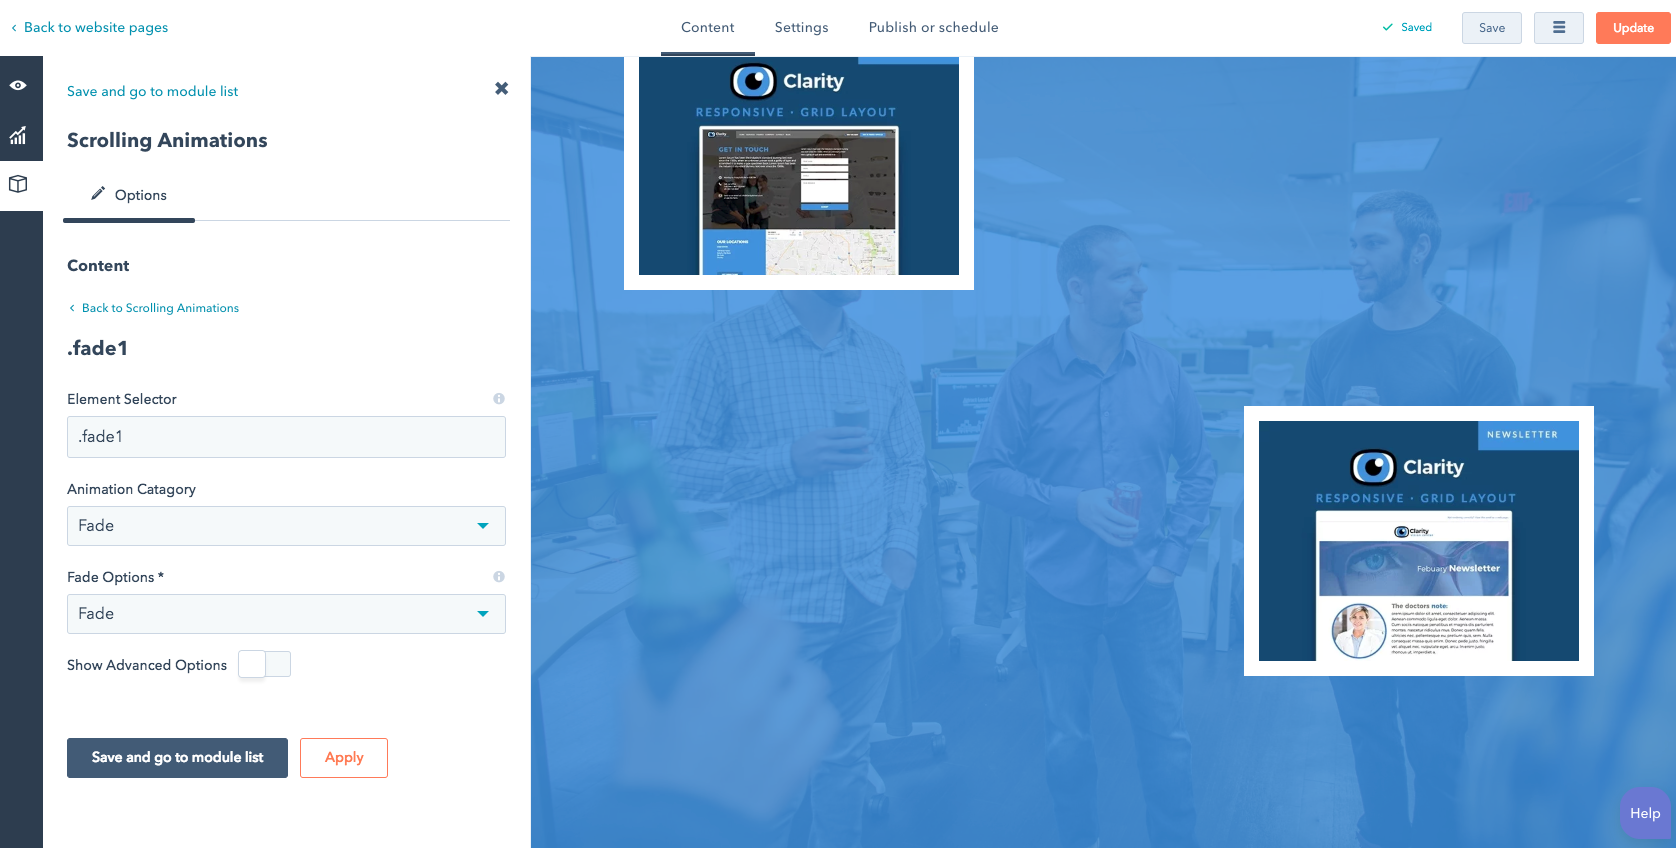 Back to website pages
Content
Settings
Publish or schedule
Saved
Save
Update
Save and go to module list
Scrolling Animations
Options
Content
Back to Scrolling Animations
.fade1
Element Selector
.fade1
Animation Catagory
Fade
Fade Options *
Fade
Show Advanced Options
Save and go to module list
Apply
Clarity
RESPONSIVE · GRID LAYOUT
Clarity
GET IN TOUCH
OUR LOCATIONS
NEWSLETTER
Clarity
RESPONSIVE · GRID LAYOUT
Clarity
Febuary Newsletter
The doctors note:
Help